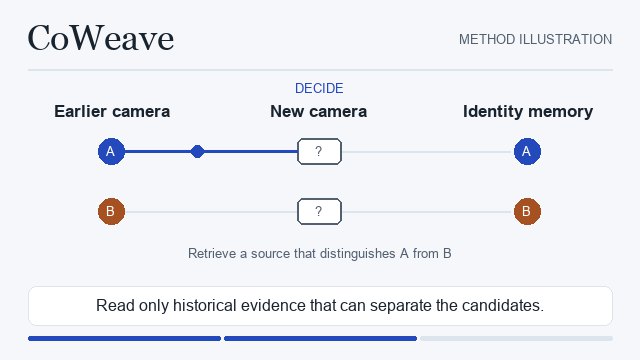 CoWeave
METHOD ILLUSTRATION
DECIDE
Earlier camera New camera Identity memory
A ? A
B ? B
Retrieve a source that distinguishes A from B
Read only historical evidence that can separate the candidates.